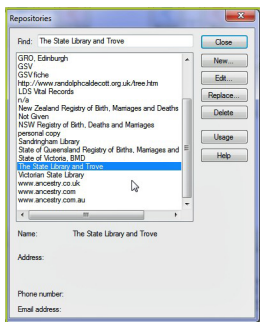 Repositories
Find: The State Library and Trove
Close
GRO, Edinburgh
GSV
GSV fiche
http://www.randolphcaldecott.org.uk/tree.htm
LDS Vital Records
n/a
New Zealand Registry of Birth, Marriages and Deaths
Not Given
NSW Registry of Birth, Deaths and Marriages
personal copy
Sandringham Library
State of Queensland Registry of Births, Marriages and
State of Victoria, BMD
The State Library and Trove
Victorian State Library
www.ancestry.co.uk
www.ancestry.com
www.ancestry.com.au
New...
Edit...
Replace...
Delete
Usage
Help
Name: The State Library and Trove
Address:
Phone number:
Email address: